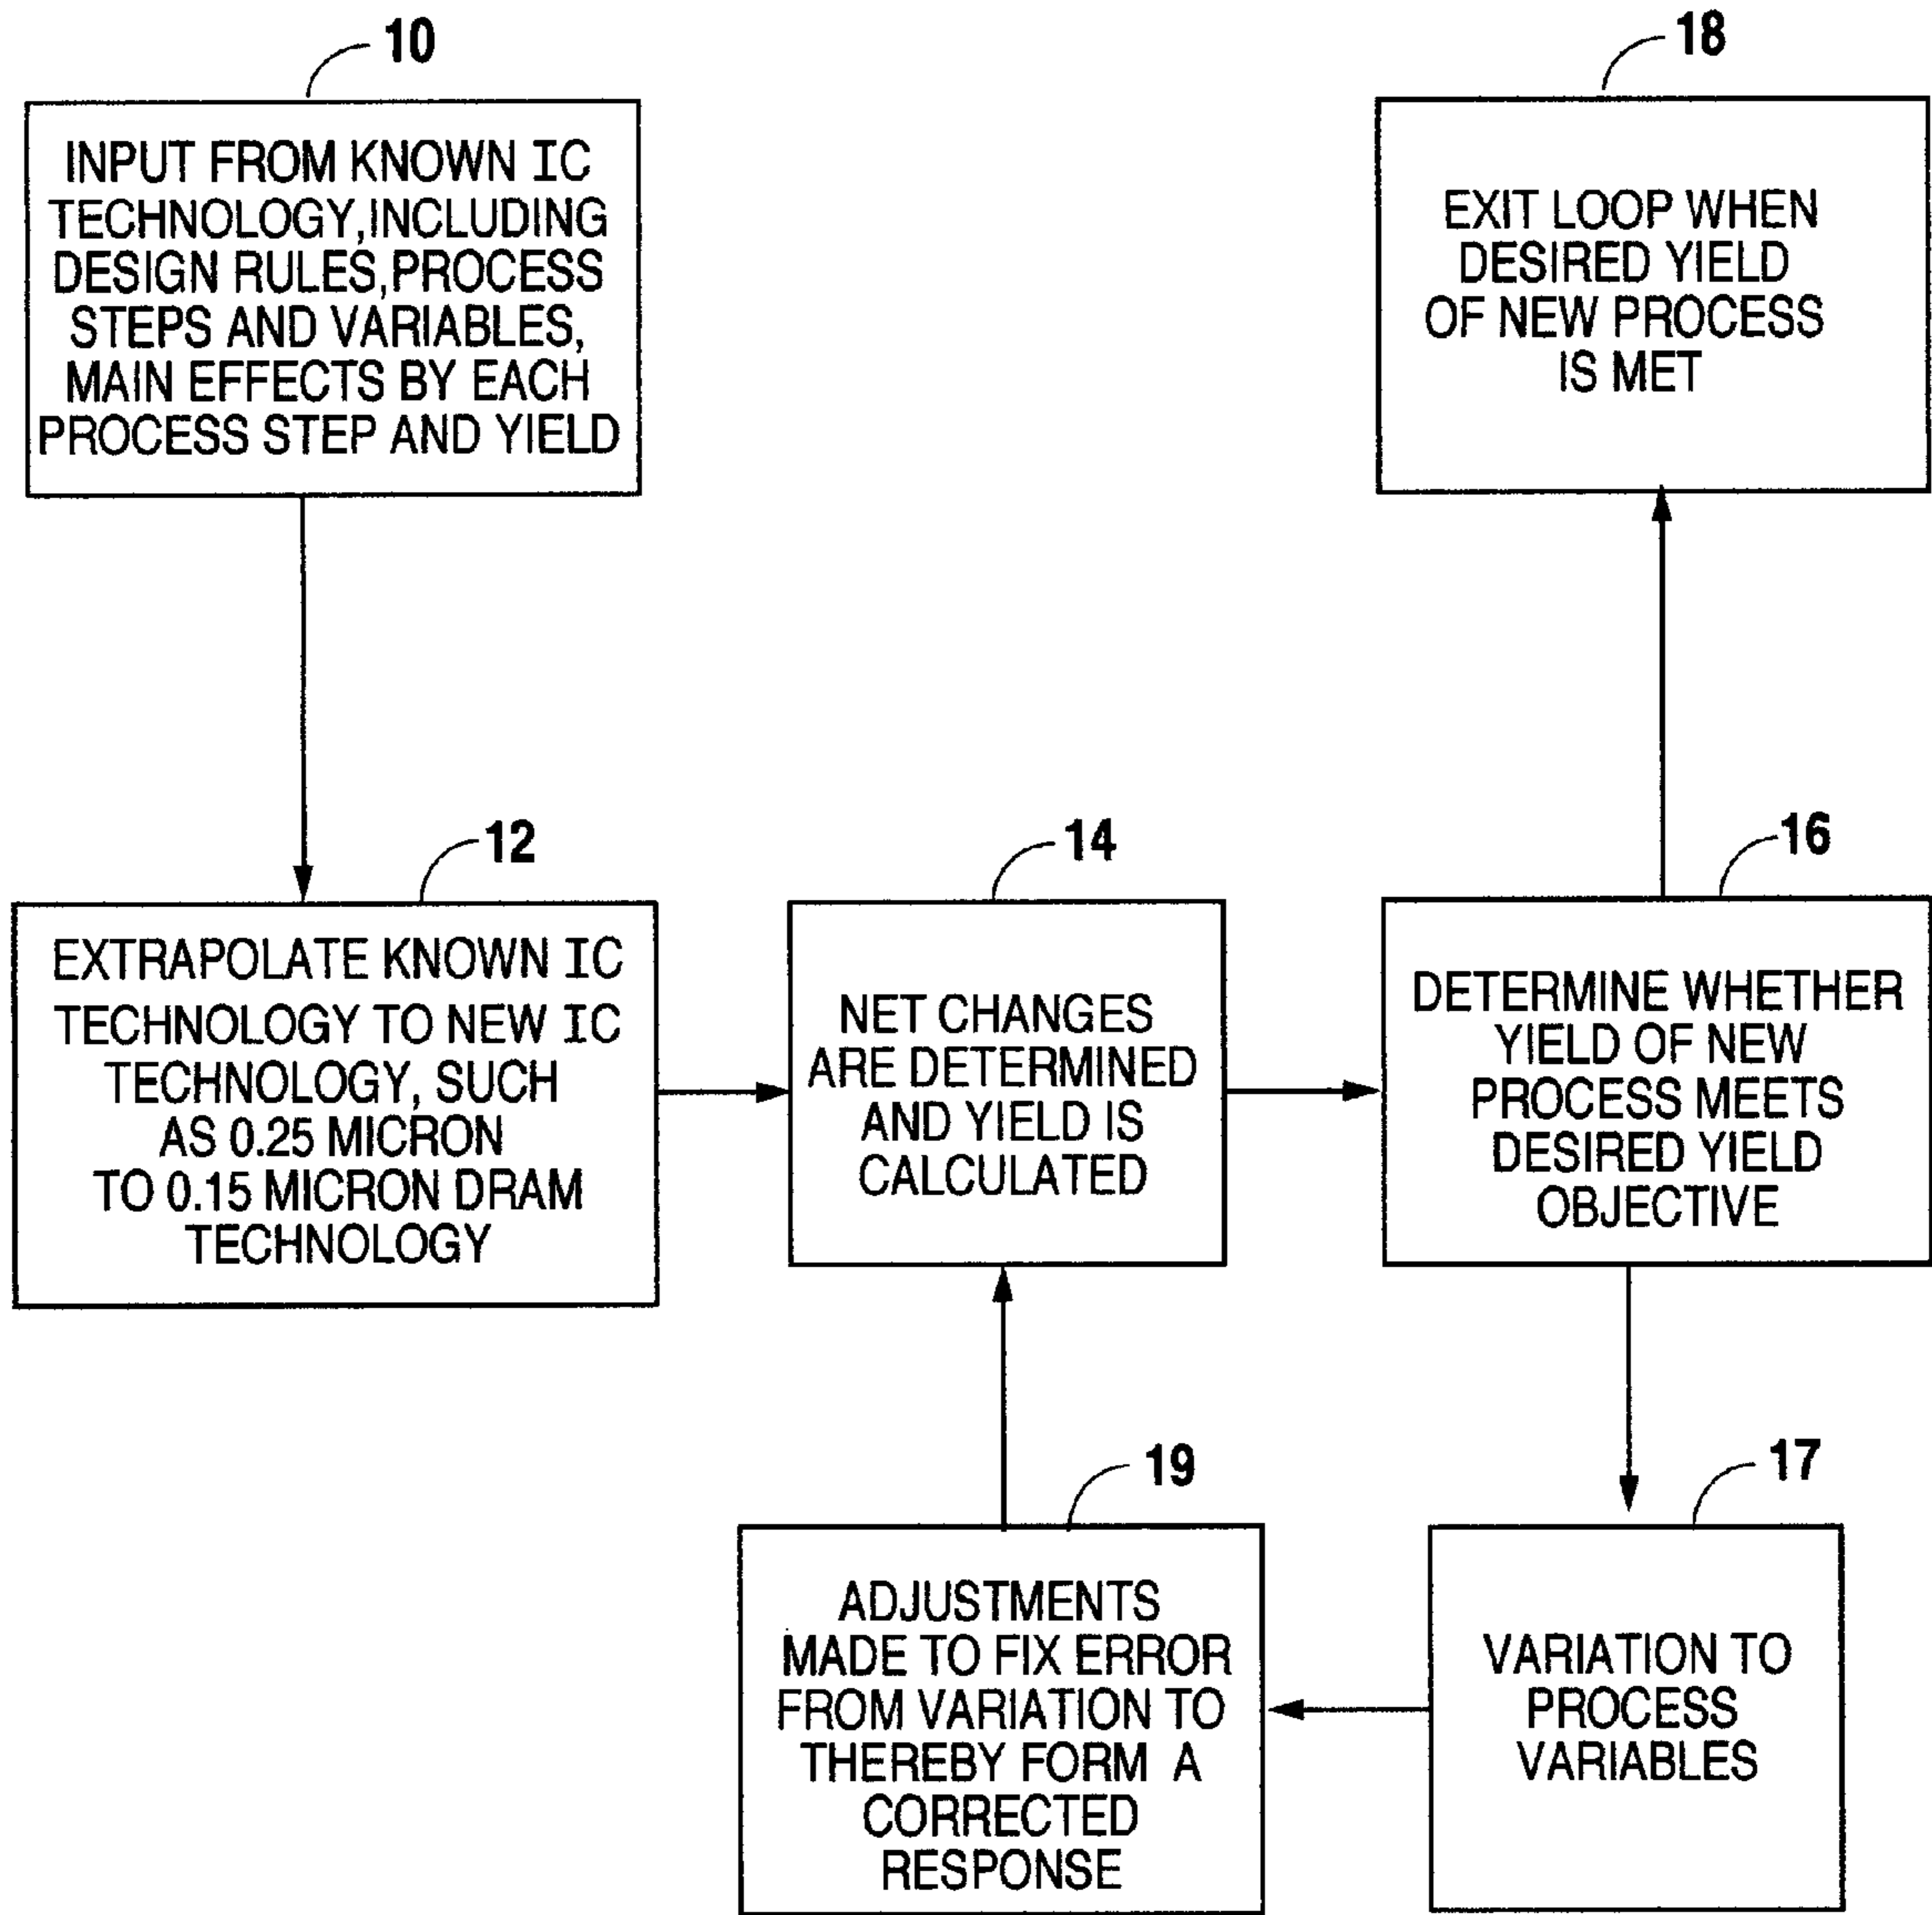 10
INPUT FROM KNOWN IC
TECHNOLOGY, INCLUDING
DESIGN RULES, PROCESS
STEPS AND VARIABLES,
MAIN EFFECTS BY EACH
PROCESS STEP AND YIELD
18
EXIT LOOP WHEN
DESIRED YIELD
OF NEW PROCESS
IS MET
12
EXTRAPOLATE KNOWN IC
TECHNOLOGY TO NEW IC
TECHNOLOGY, SUCH
AS 0.25 MICRON
TO 0.15 MICRON DRAM
TECHNOLOGY
14
NET CHANGES
ARE DETERMINED
AND YIELD IS
CALCULATED
16
DETERMINE WHETHER
YIELD OF NEW
PROCESS MEETS
DESIRED YIELD
OBJECTIVE
19
ADJUSTMENTS
MADE TO FIX ERROR
FROM VARIATION TO
THEREBY FORM A
CORRECTED
RESPONSE
17
VARIATION TO
PROCESS
VARIABLES